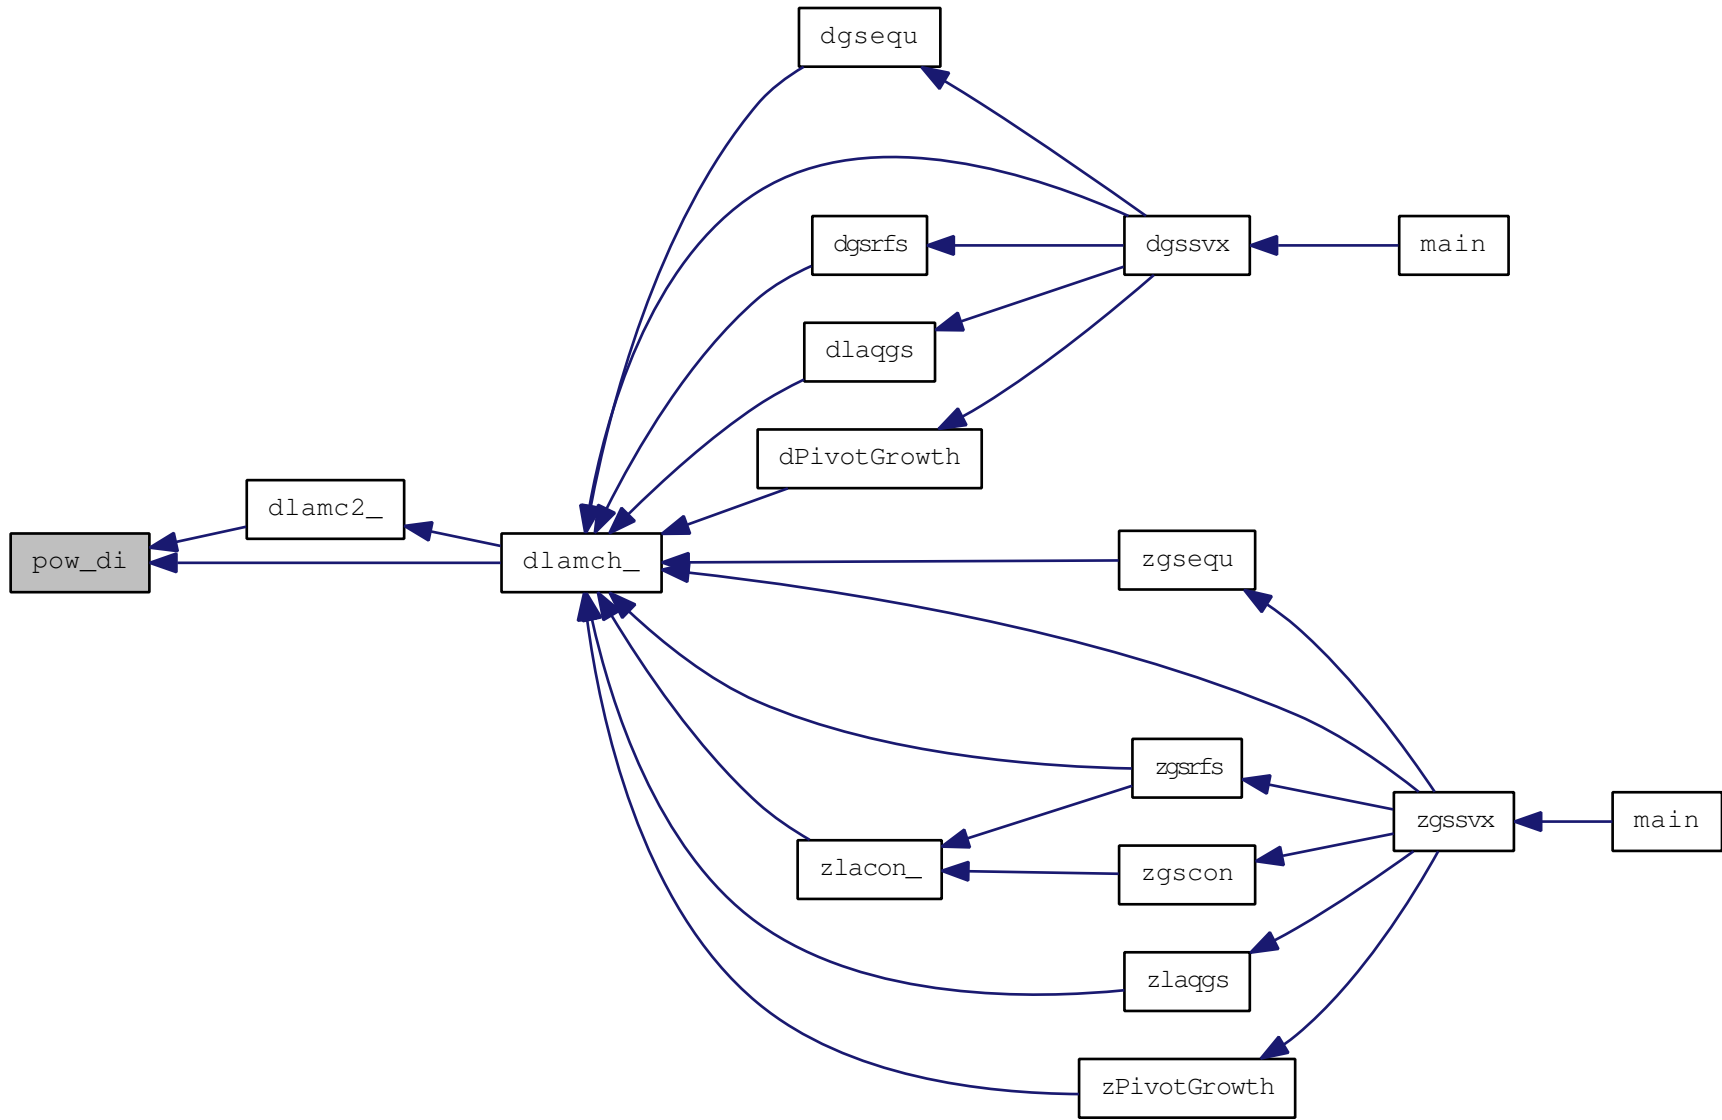 dgsequ
dgsrfs
dgssvx
main
dlaqgs
dPivotGrowth
dlamc2_
pow_di
dlamch_
zgsequ
zgsrfs
zgssvx
main
zlacon_
zgscon
zlaqgs
zPivotGrowth